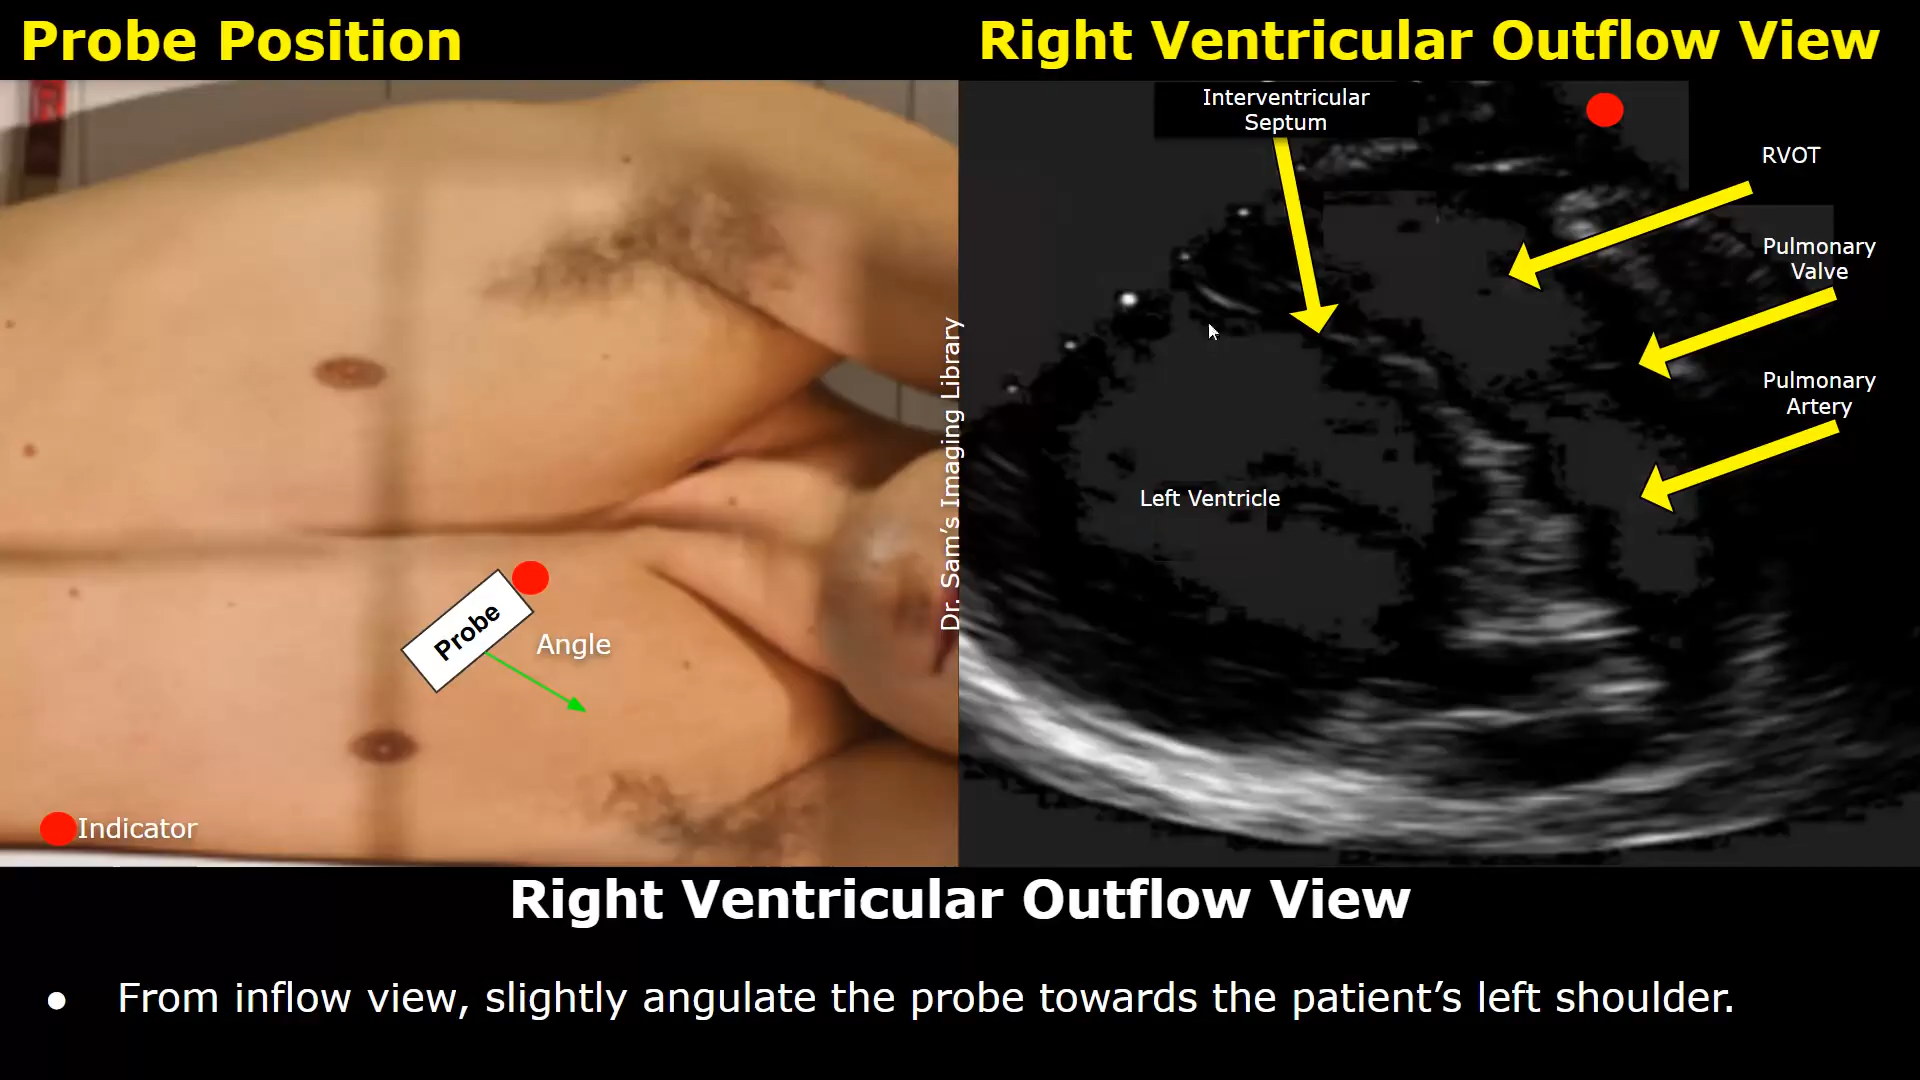 Probe Position
Right Ventricular Outflow View
R
Interventricular
Septum
RVOT
Pulmonary
Valve
Pulmonary
Artery
Left Ventricle
Dr. Sam’s Imaging Library
Probe
Angle
Indicator
Right Ventricular Outflow View
● From inflow view, slightly angulate the probe towards the patient’s left shoulder.